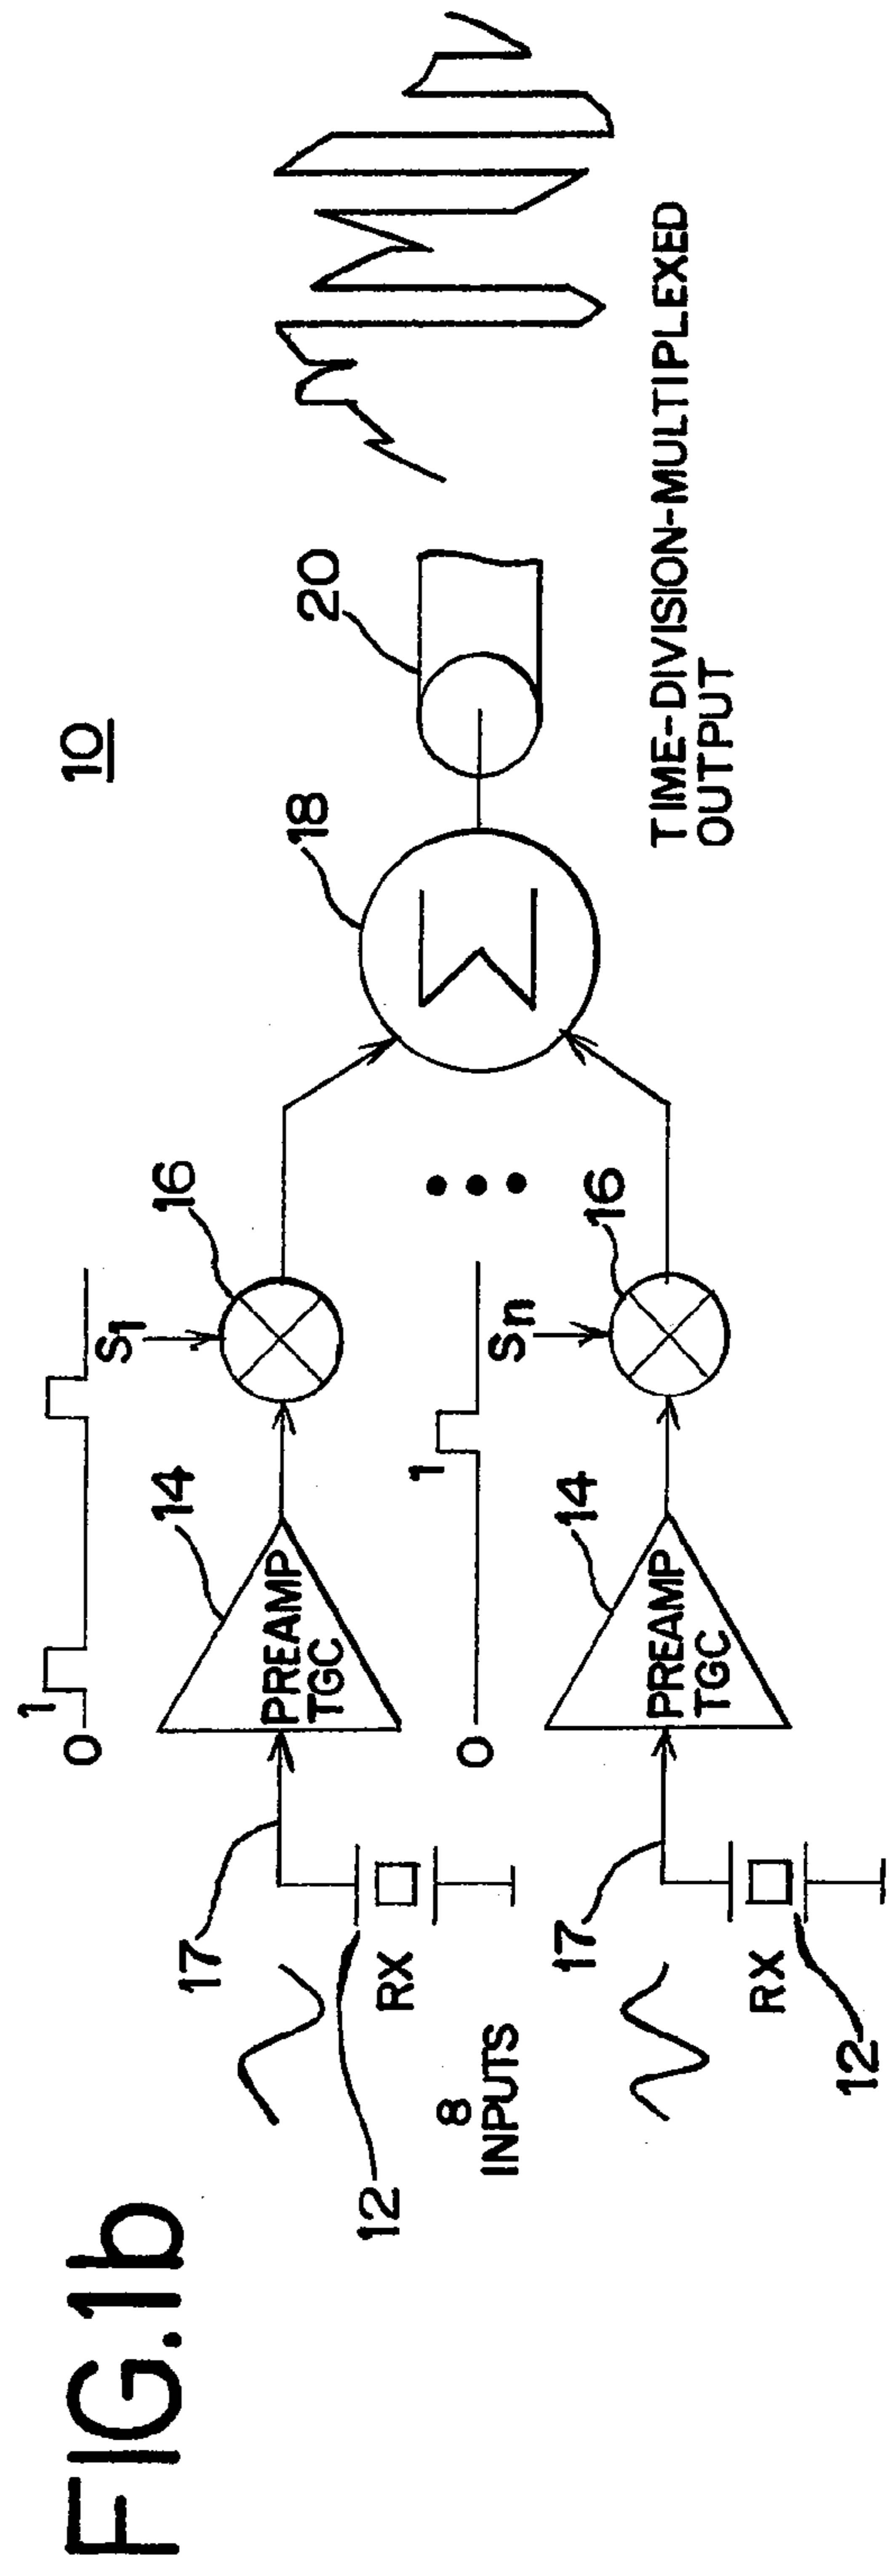 FIG.1b
10
1
0
S1
16
14
PREAMP
TGC
17
RX
12
8
INPUTS
18
Σ
20
1
0
Sn
16
14
PREAMP
TGC
17
RX
12
TIME-DIVISION-MULTIPLEXED
OUTPUT